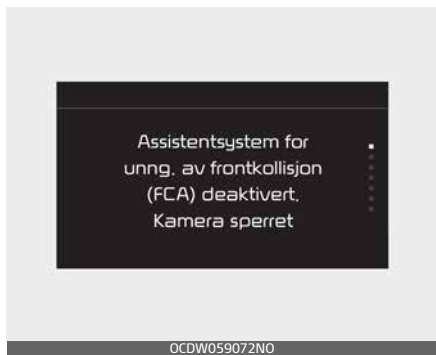 Assistentsystem for
unng. av frontkollisjon
(FCA) deaktivert,
Kamera sperret
OCDW059072NO